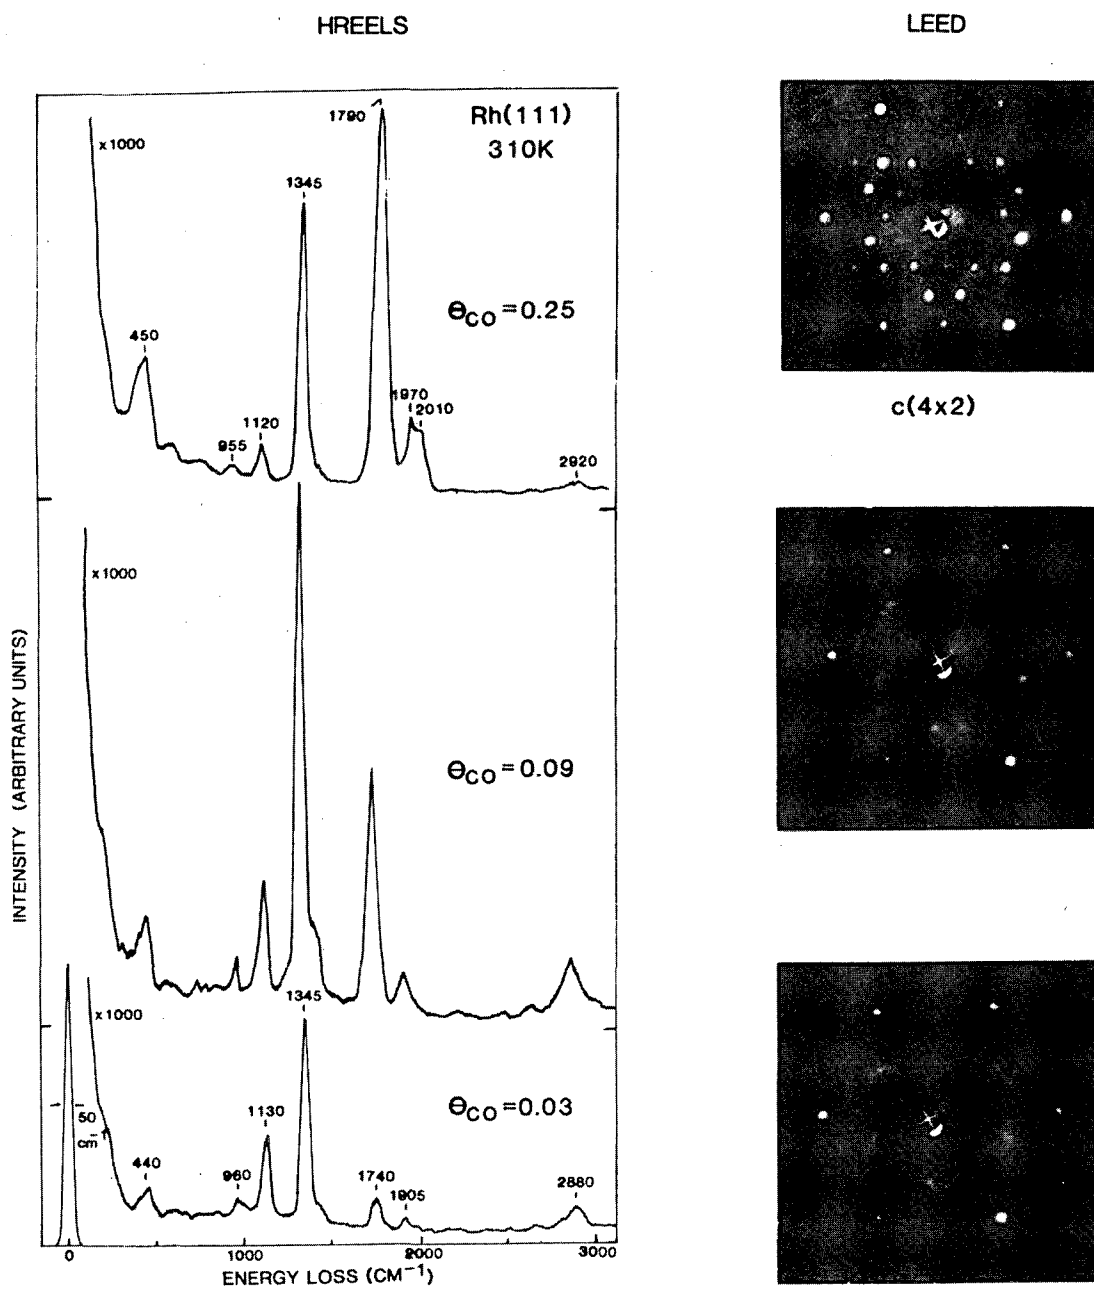 HREELS
LEED
Rh(111)
310K
x1000
1790
1345
ΘCO=0.25
450
1970
2010
1120
955
2920
c(4x2)
x1000
ΘCO=0.09
INTENSITY (ARBITRARY UNITS)
x1000
1345
50
cm⁻¹
ΘCO=0.03
1130
440
960
1740
1905
2880
0
1000
2000
3000
ENERGY LOSS (CM⁻¹)